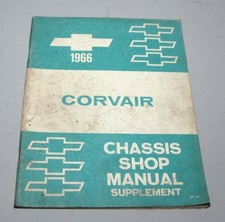 1966
CORVAIR
CHASSIS
SHOP
MANUAL
SUPPLEMENT